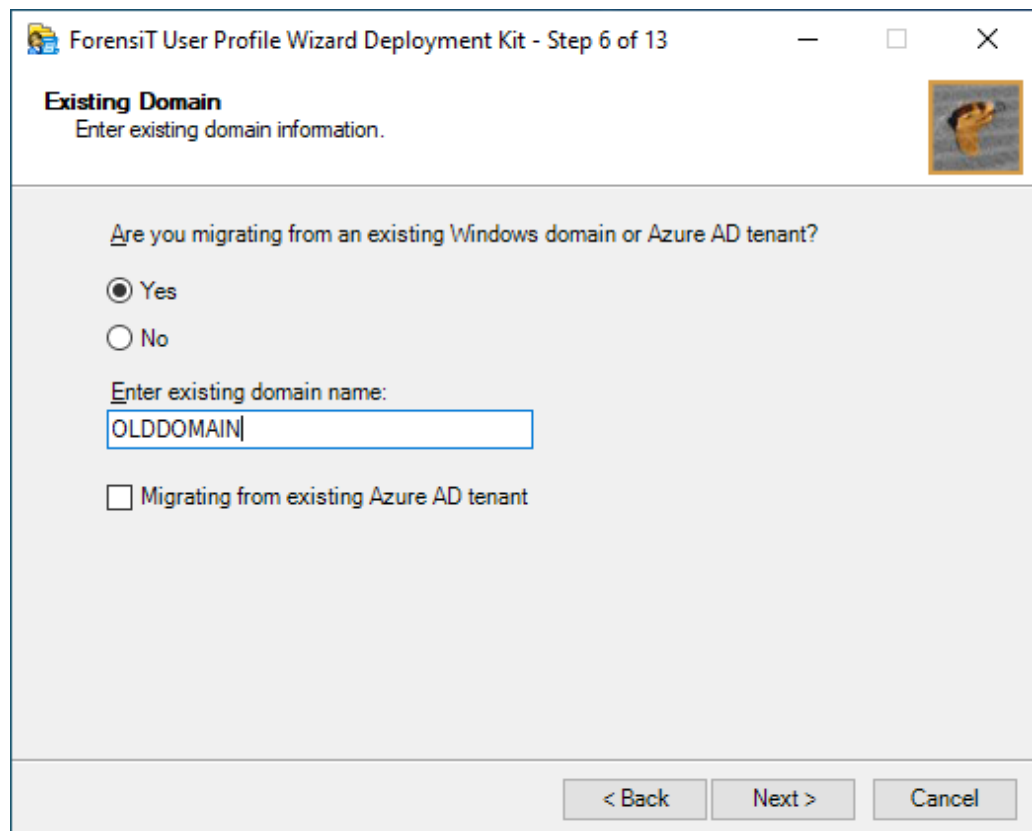 ForensiT User Profile Wizard Deployment Kit - Step 6 of 13
Existing Domain
Enter existing domain information.
Are you migrating from an existing Windows domain or Azure AD tenant?
Yes
No
Enter existing domain name:
OLDDOMAIN
Migrating from existing Azure AD tenant
< Back
Next >
Cancel